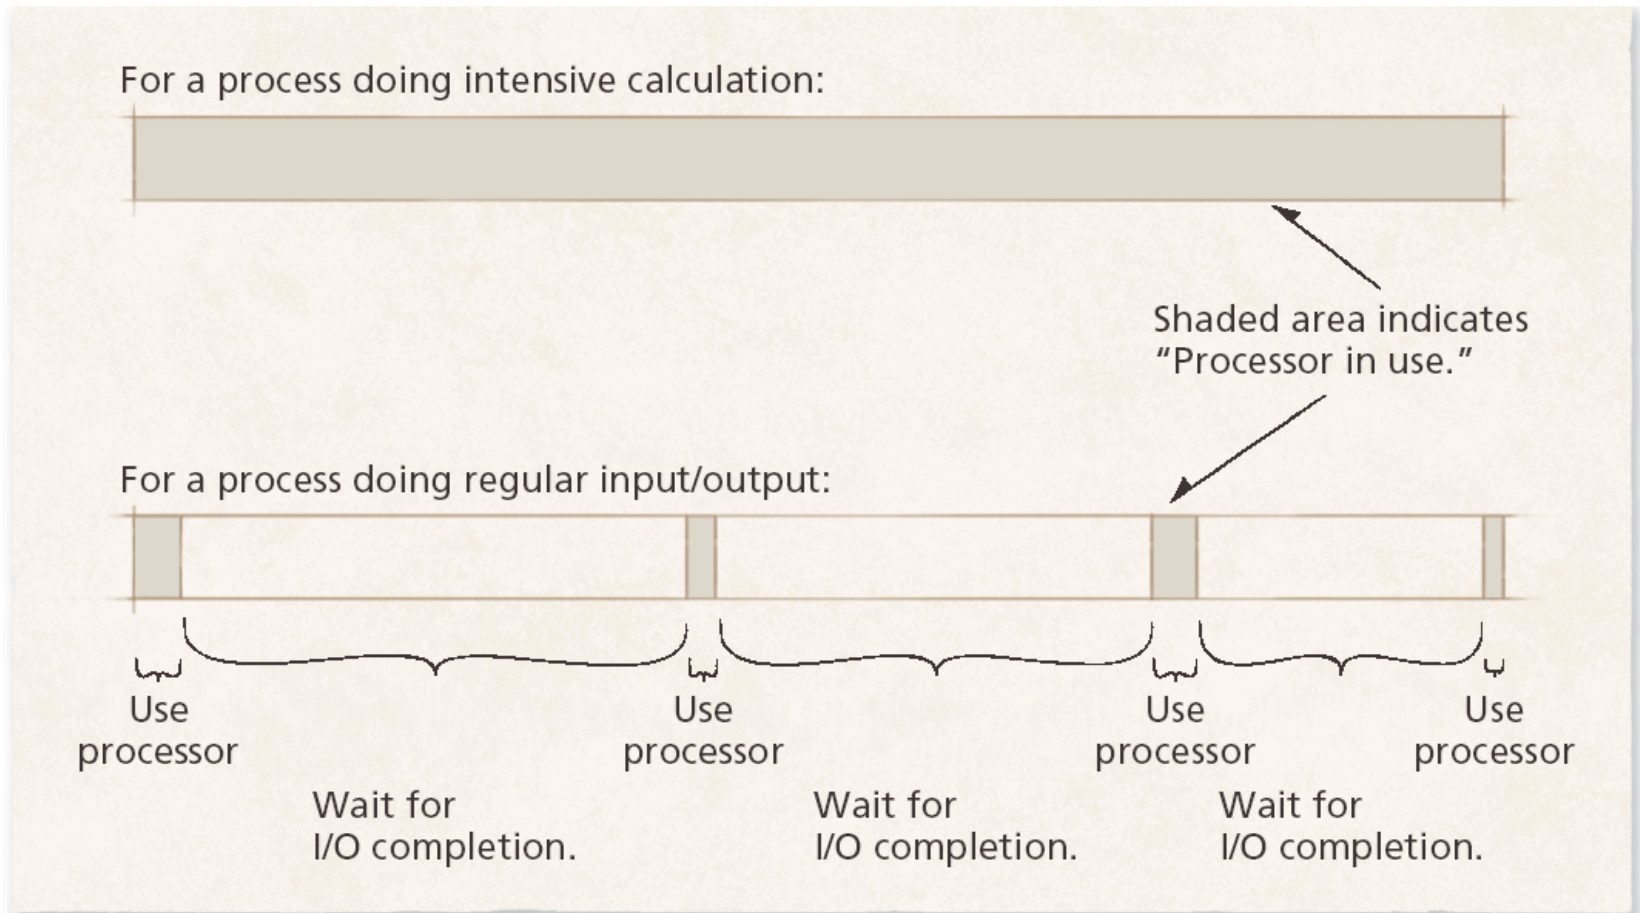 For a process doing intensive calculation:
Shaded area indicates
“Processor in use.”
For a process doing regular input/output:
Use
processor
Use
processor
Use
processor
Use
processor
Wait for
I/O completion.
Wait for
I/O completion.
Wait for
I/O completion.